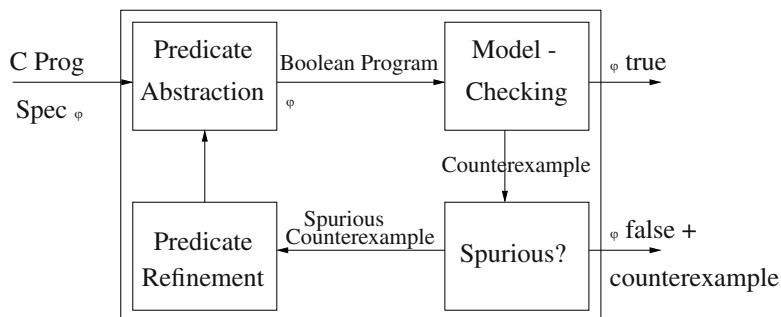 C Prog
Spec φ
Predicate
Abstraction
Boolean Program
φ
Model -
Checking
φ true
Counterexample
Predicate
Refinement
Spurious
Counterexample
Spurious?
φ false +
counterexample